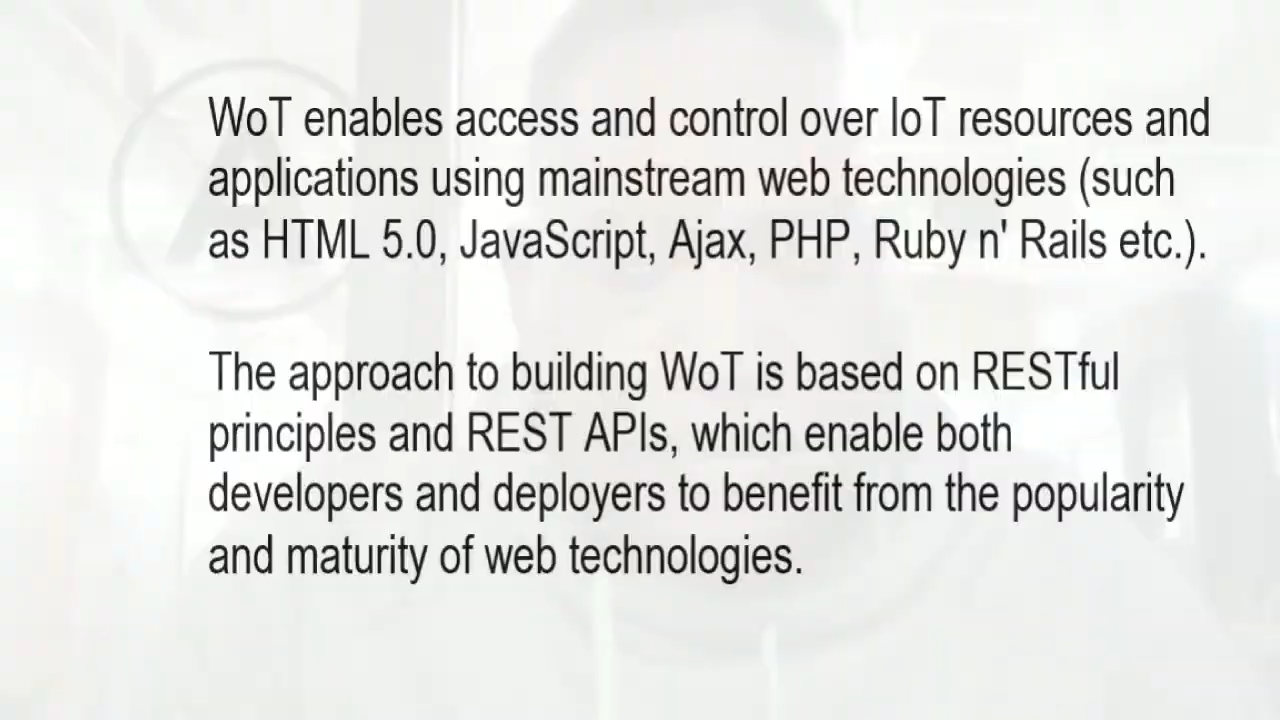 WoT enables access and control over IoT resources and
applications using mainstream web technologies (such
as HTML 5.0, JavaScript, Ajax, PHP, Ruby n' Rails etc.).
The approach to building WoT is based on RESTful
principles and REST APIs, which enable both
developers and deployers to benefit from the popularity
and maturity of web technologies.